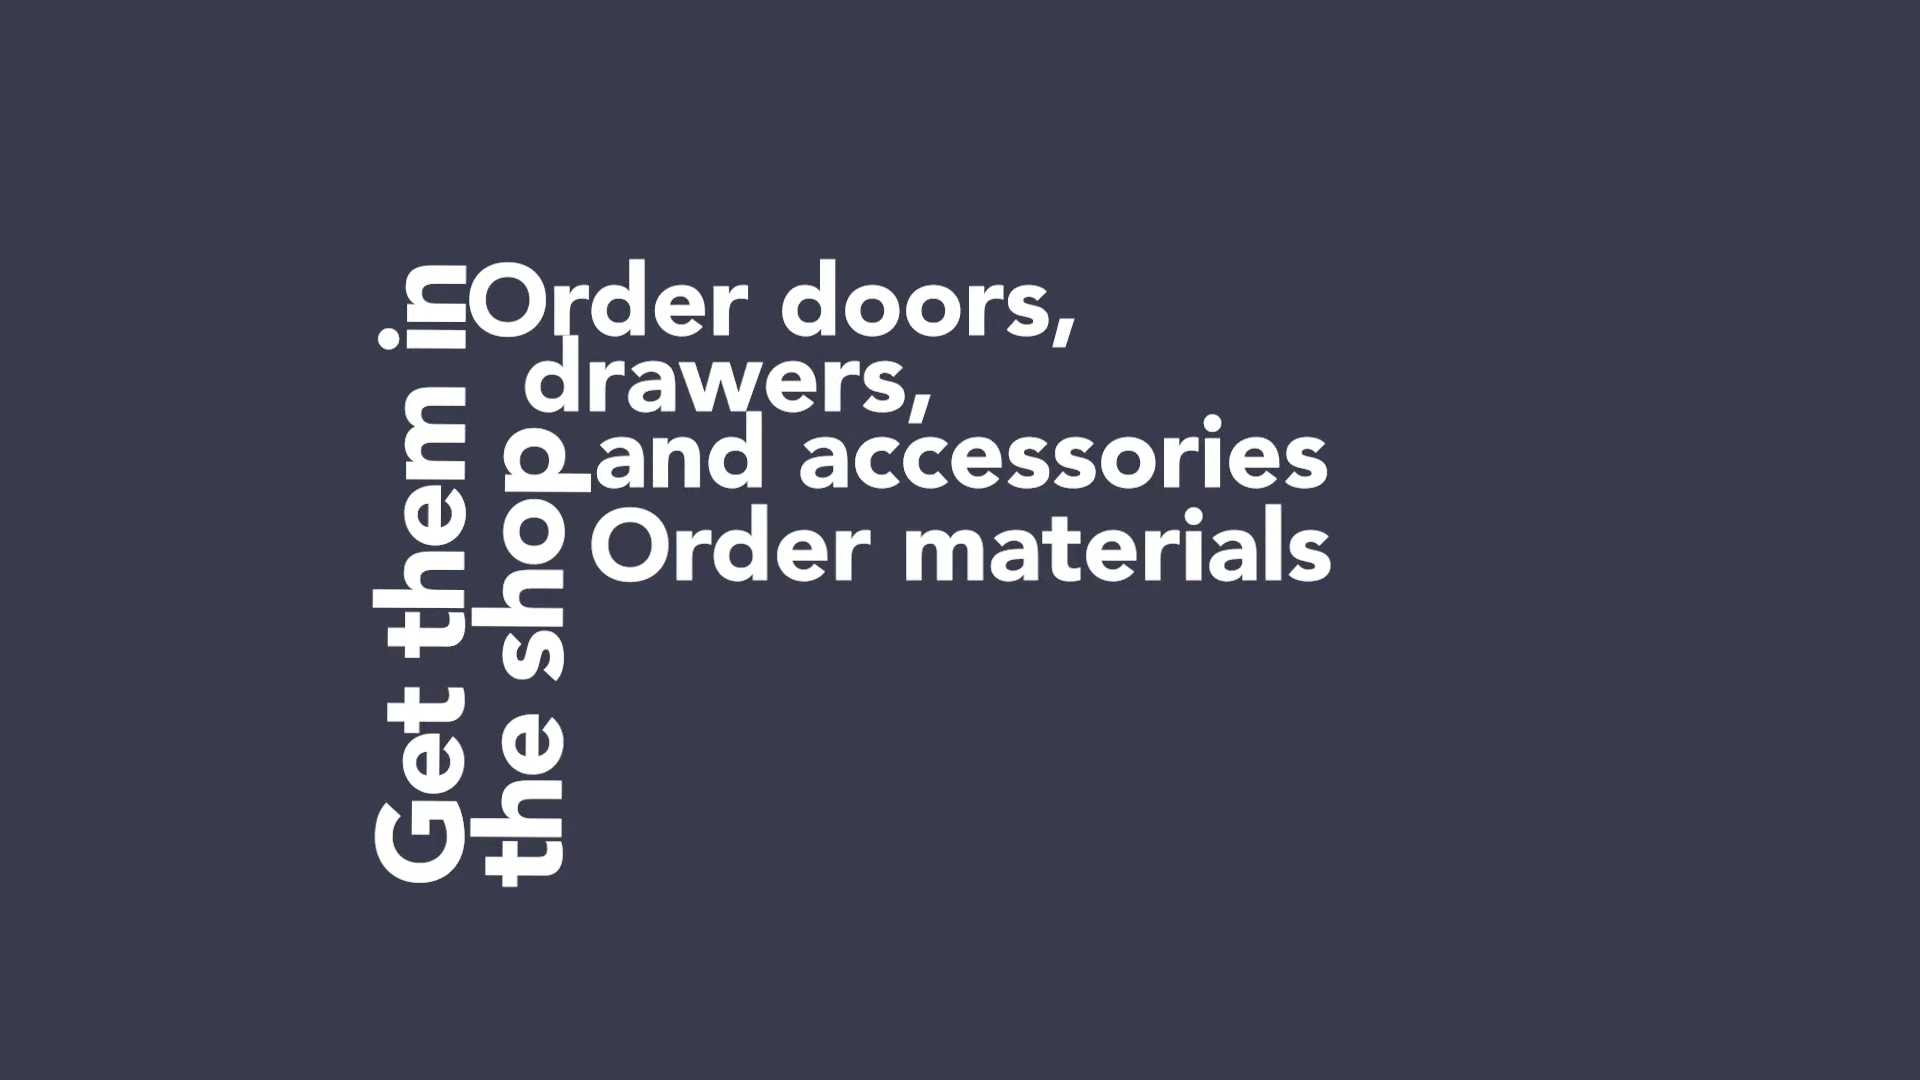 Get them in
the shop
Order doors,
drawers,
and accessories
Order materials